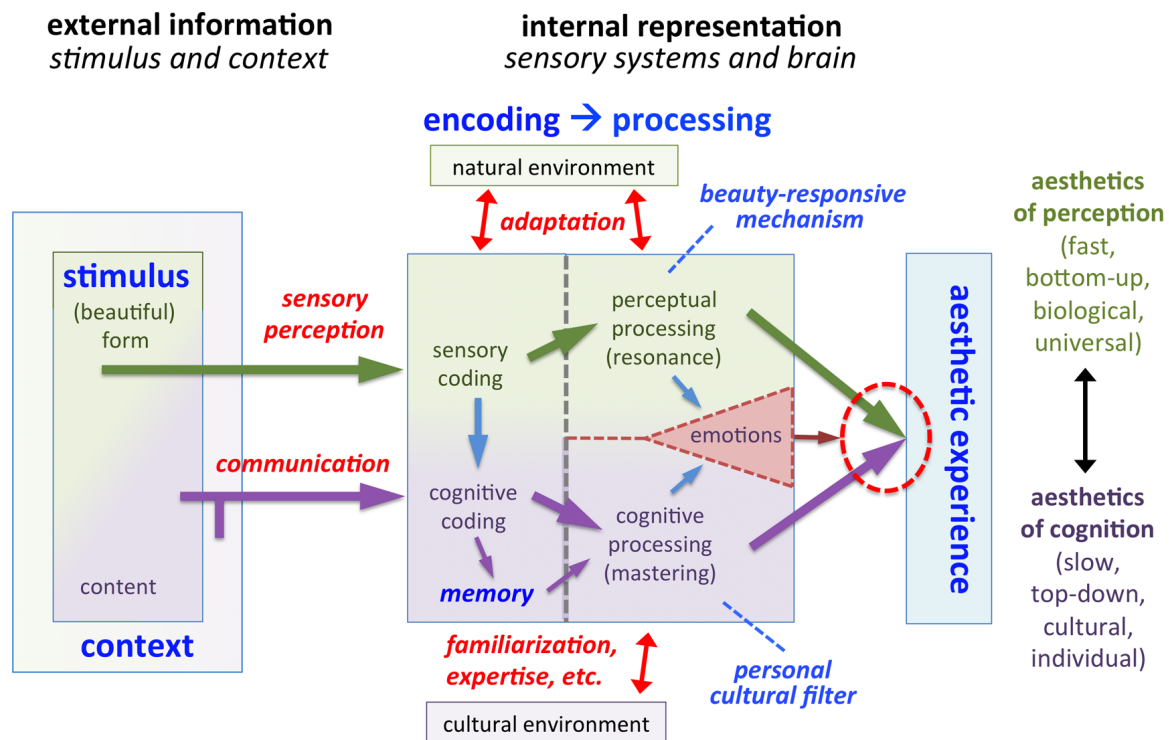 external information
stimulus and context
internal representation
sensory systems and brain
encoding → processing
natural environment
adaptation
beauty-responsive
mechanism
stimulus
(beautiful)
form
content
context
sensory
perception
communication
sensory
coding
cognitive
coding
memory
perceptual
processing
(resonance)
emotions
cognitive
processing
(mastering)
familiarization,
expertise, etc.
cultural environment
personal
cultural filter
aesthetic experience
aesthetics
of perception
(fast,
bottom-up,
biological,
universal)
aesthetics
of cognition
(slow,
top-down,
cultural,
individual)